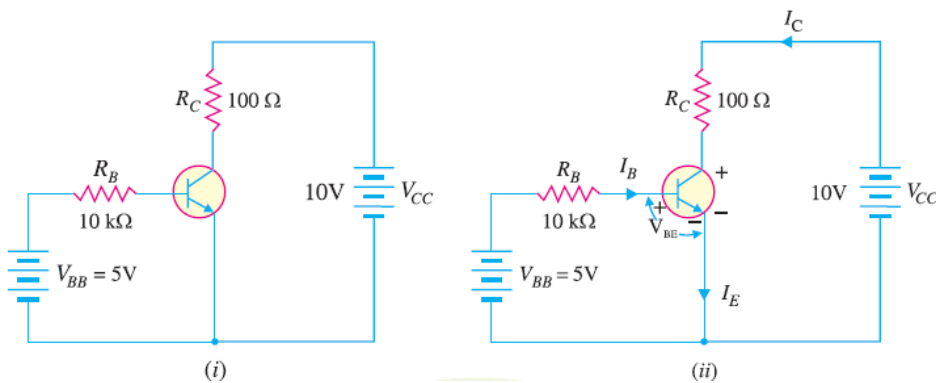 R_C 100 Ω
R_B
10 kΩ
10V V_CC
V_BB = 5V
(i)
I_C
R_C 100 Ω
R_B I_B +
10 kΩ + − −
V_BE
10V V_CC
V_BB = 5V
I_E
(ii)